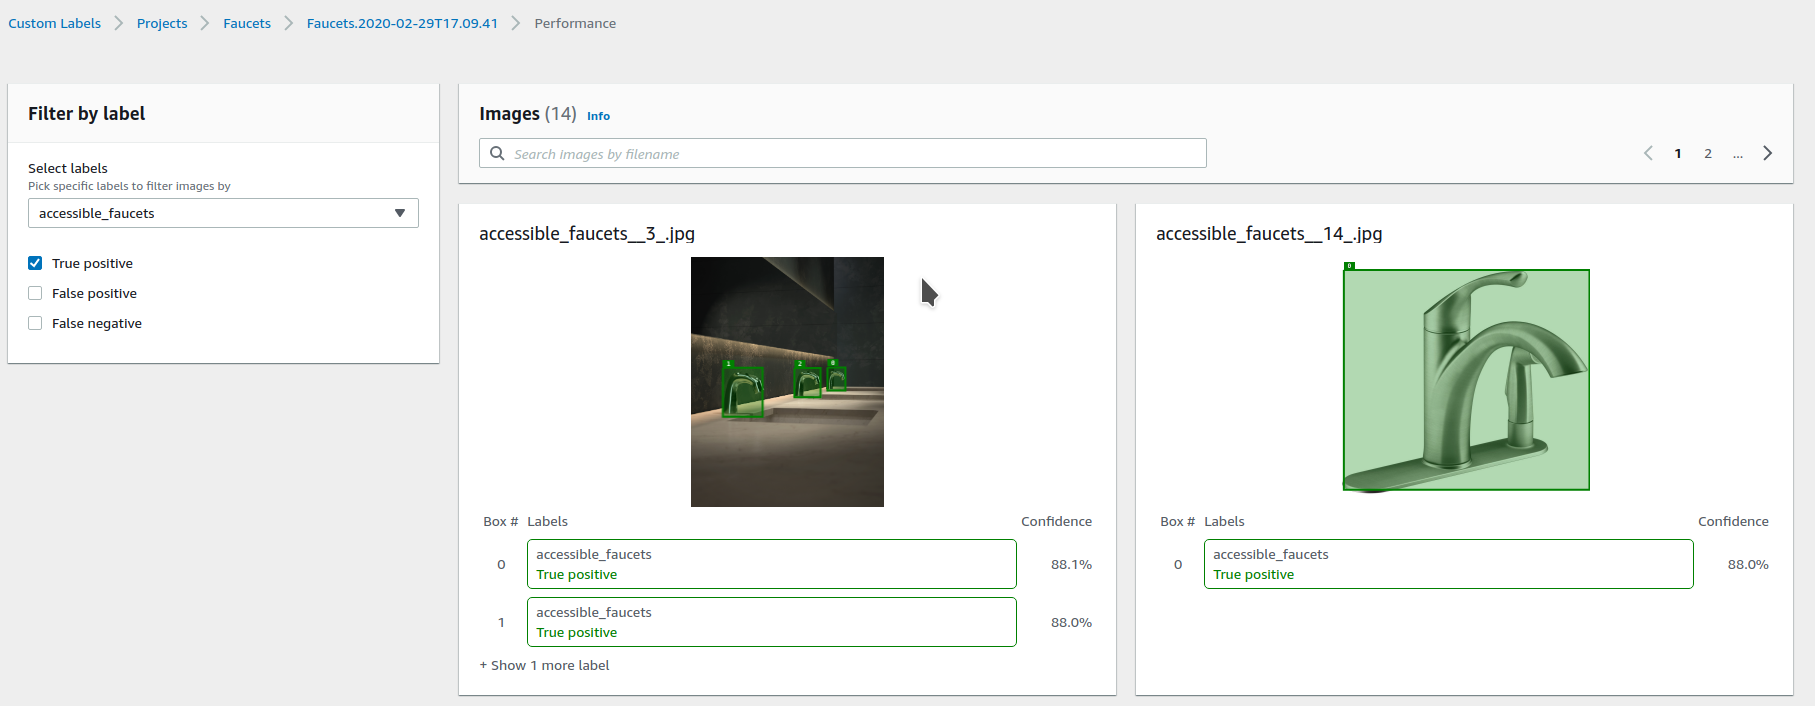 Custom Labels Projects Faucets Faucets.2020-02-29T17.09.41 Performance
Filter by label
Select labels
Pick specific labels to filter images by
accessible_faucets
True positive
False positive
False negative
Images (14) Info
Search images by filename
1 2 ...
accessible_faucets__3_.jpg
1 2 0
Box # Labels Confidence
0 accessible_faucets 88.1%
True positive
1 accessible_faucets 88.0%
True positive
+ Show 1 more label
accessible_faucets__14_.jpg
0
Box # Labels Confidence
0 accessible_faucets 88.0%
True positive